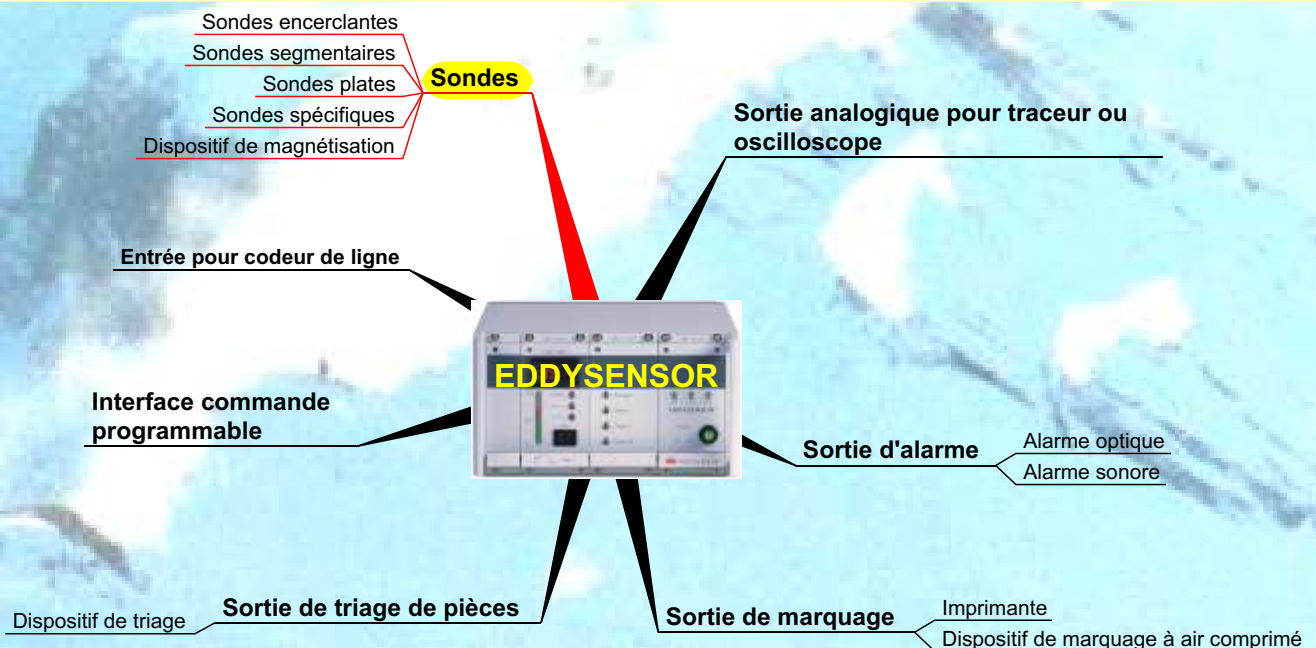 Sondes encerclantes
Sondes segmentaires
Sondes plates
Sondes spécifiques
Dispositif de magnétisation
Sondes
Sortie analogique pour traceur ou
oscilloscope
Entrée pour codeur de ligne
EDDYSENSOR
Interface commande
programmable
Sortie d'alarme
Alarme optique
Alarme sonore
Dispositif de triage
Sortie de triage de pièces
Sortie de marquage
Imprimante
Dispositif de marquage à air comprimé